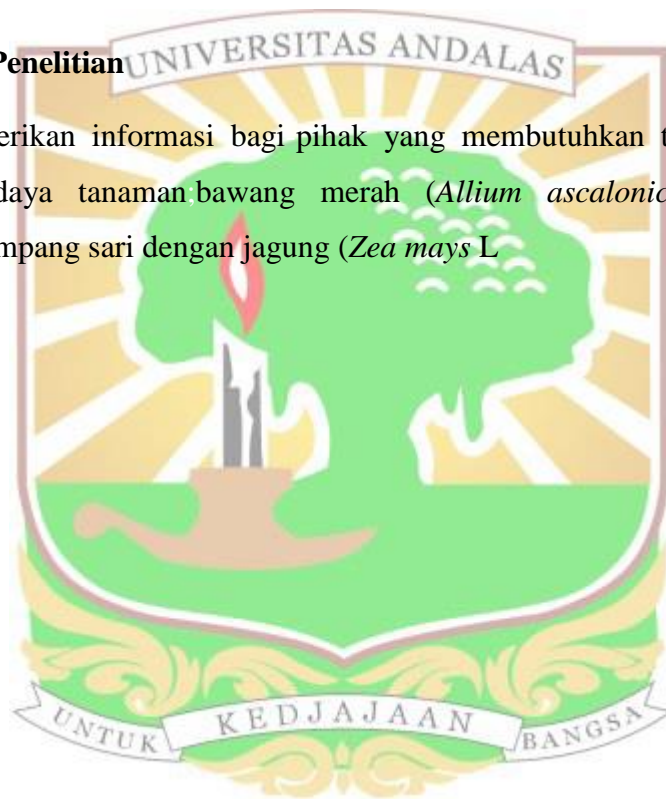 UNIVERSITAS ANDALAS
Penelitian
erikan informasi bagi pihak yang membutuhkan t
daya tanaman;bawang merah (Allium ascalonic
mpang sari dengan jagung (Zea mays L
UNTUK KEDJAJAAN BANGSA